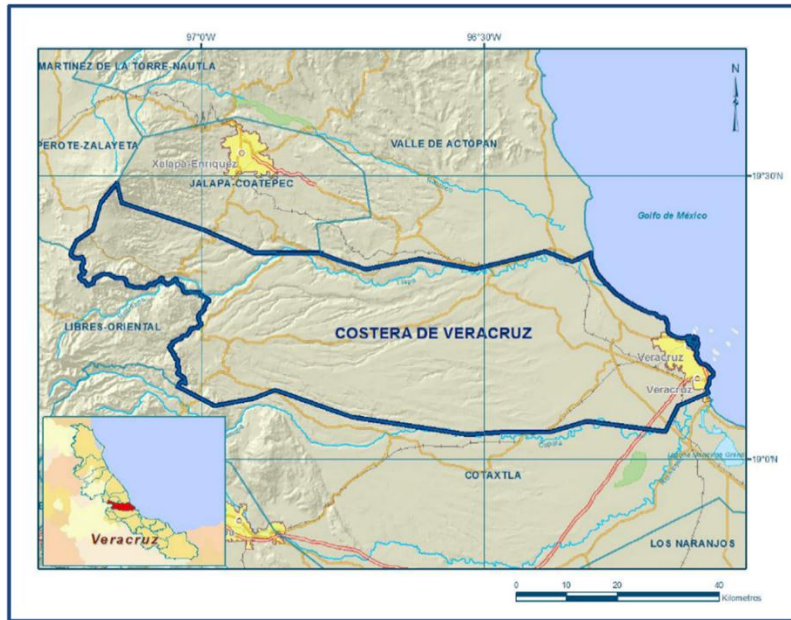 97°0'W
96°30'W
MARTINEZ DE LA TORRE-NAUTLA
N
PEROTE-ZALAYETA
VALLE DE ACTOPAN
Xalapa-Enriquez
JALAPA-COATEPEC
19°30'N
Golfo de México
LIBRES-ORIENTAL
COSTERA DE VERACRUZ
Veracruz
Veracruz
19°0'N
COTAXTLA
Veracruz
LOS NARANJOS
0 10 20 40
Kilometros